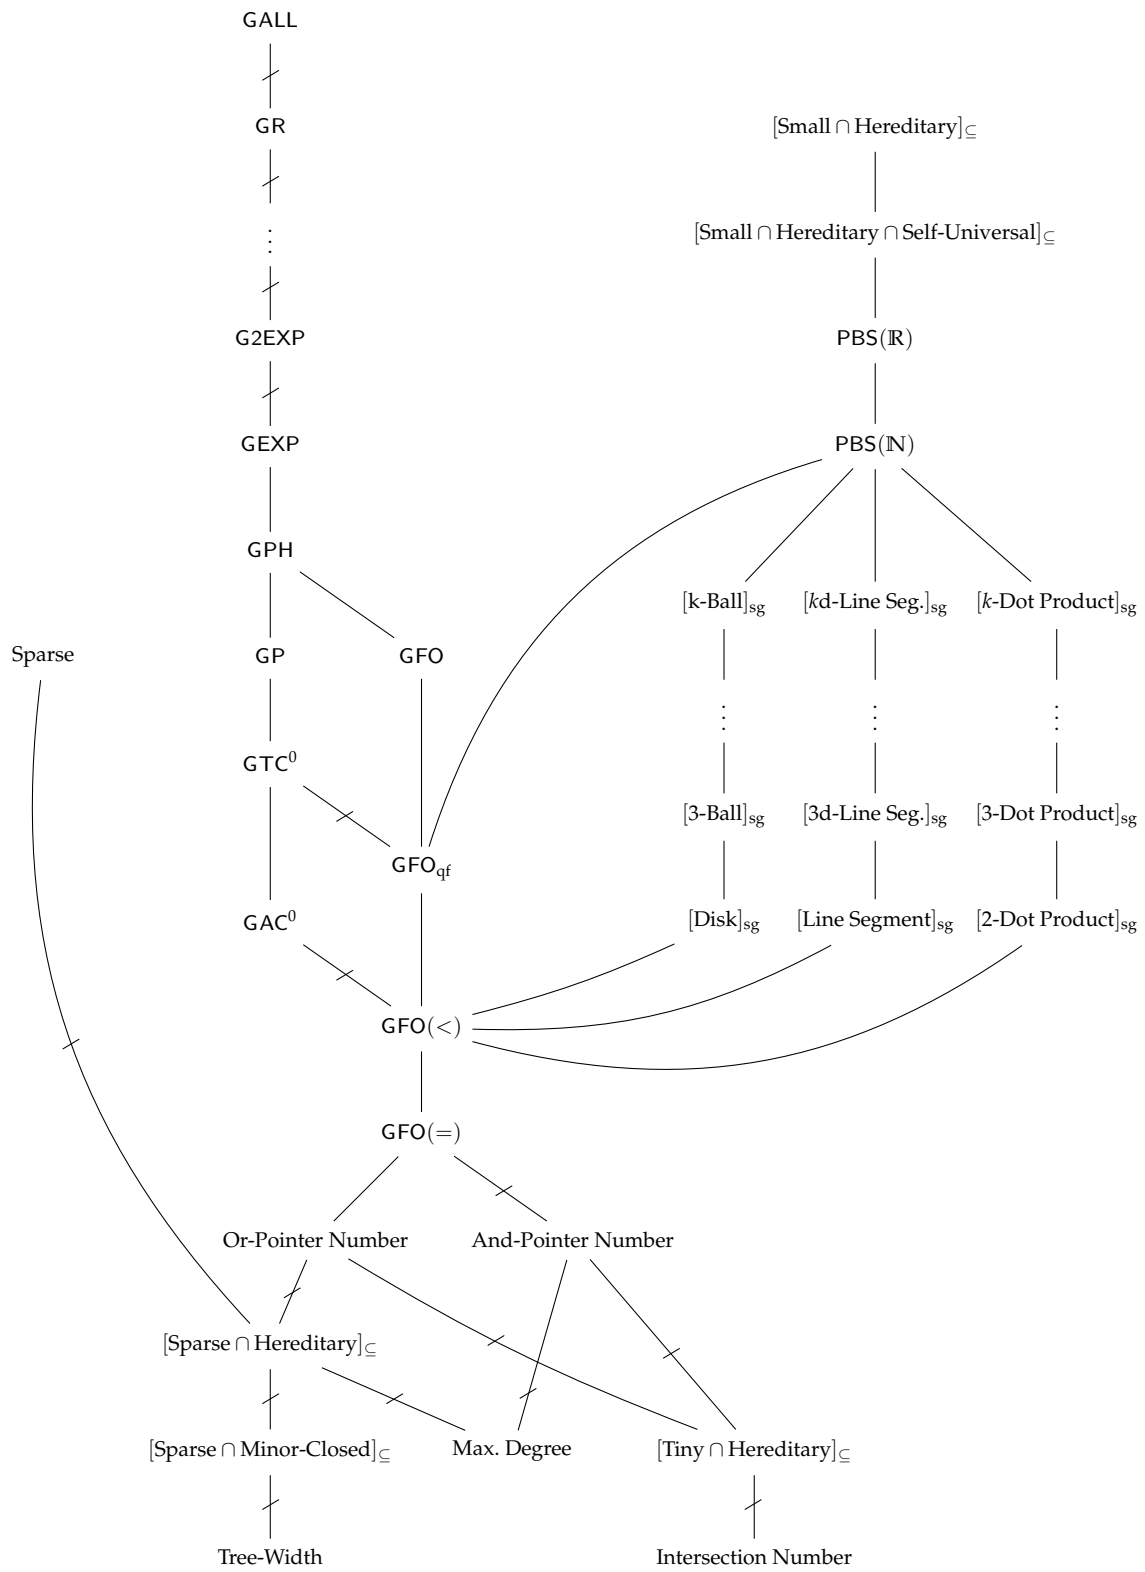 GALL
GR
[Small ∩ Hereditary]⊆
⋮
[Small ∩ Hereditary ∩ Self-Universal]⊆
G2EXP
PBS(ℝ)
GEXP
PBS(ℕ)
GPH
[k-Ball]sg
[kd-Line Seg.]sg
[k-Dot Product]sg
Sparse
GP
GFO
⋮
⋮
⋮
GTC⁰
[3-Ball]sg
[3d-Line Seg.]sg
[3-Dot Product]sg
GFOqf
GAC⁰
[Disk]sg
[Line Segment]sg
[2-Dot Product]sg
GFO(<)
GFO(=)
Or-Pointer Number
And-Pointer Number
[Sparse ∩ Hereditary]⊆
[Sparse ∩ Minor-Closed]⊆
Max. Degree
[Tiny ∩ Hereditary]⊆
Tree-Width
Intersection Number